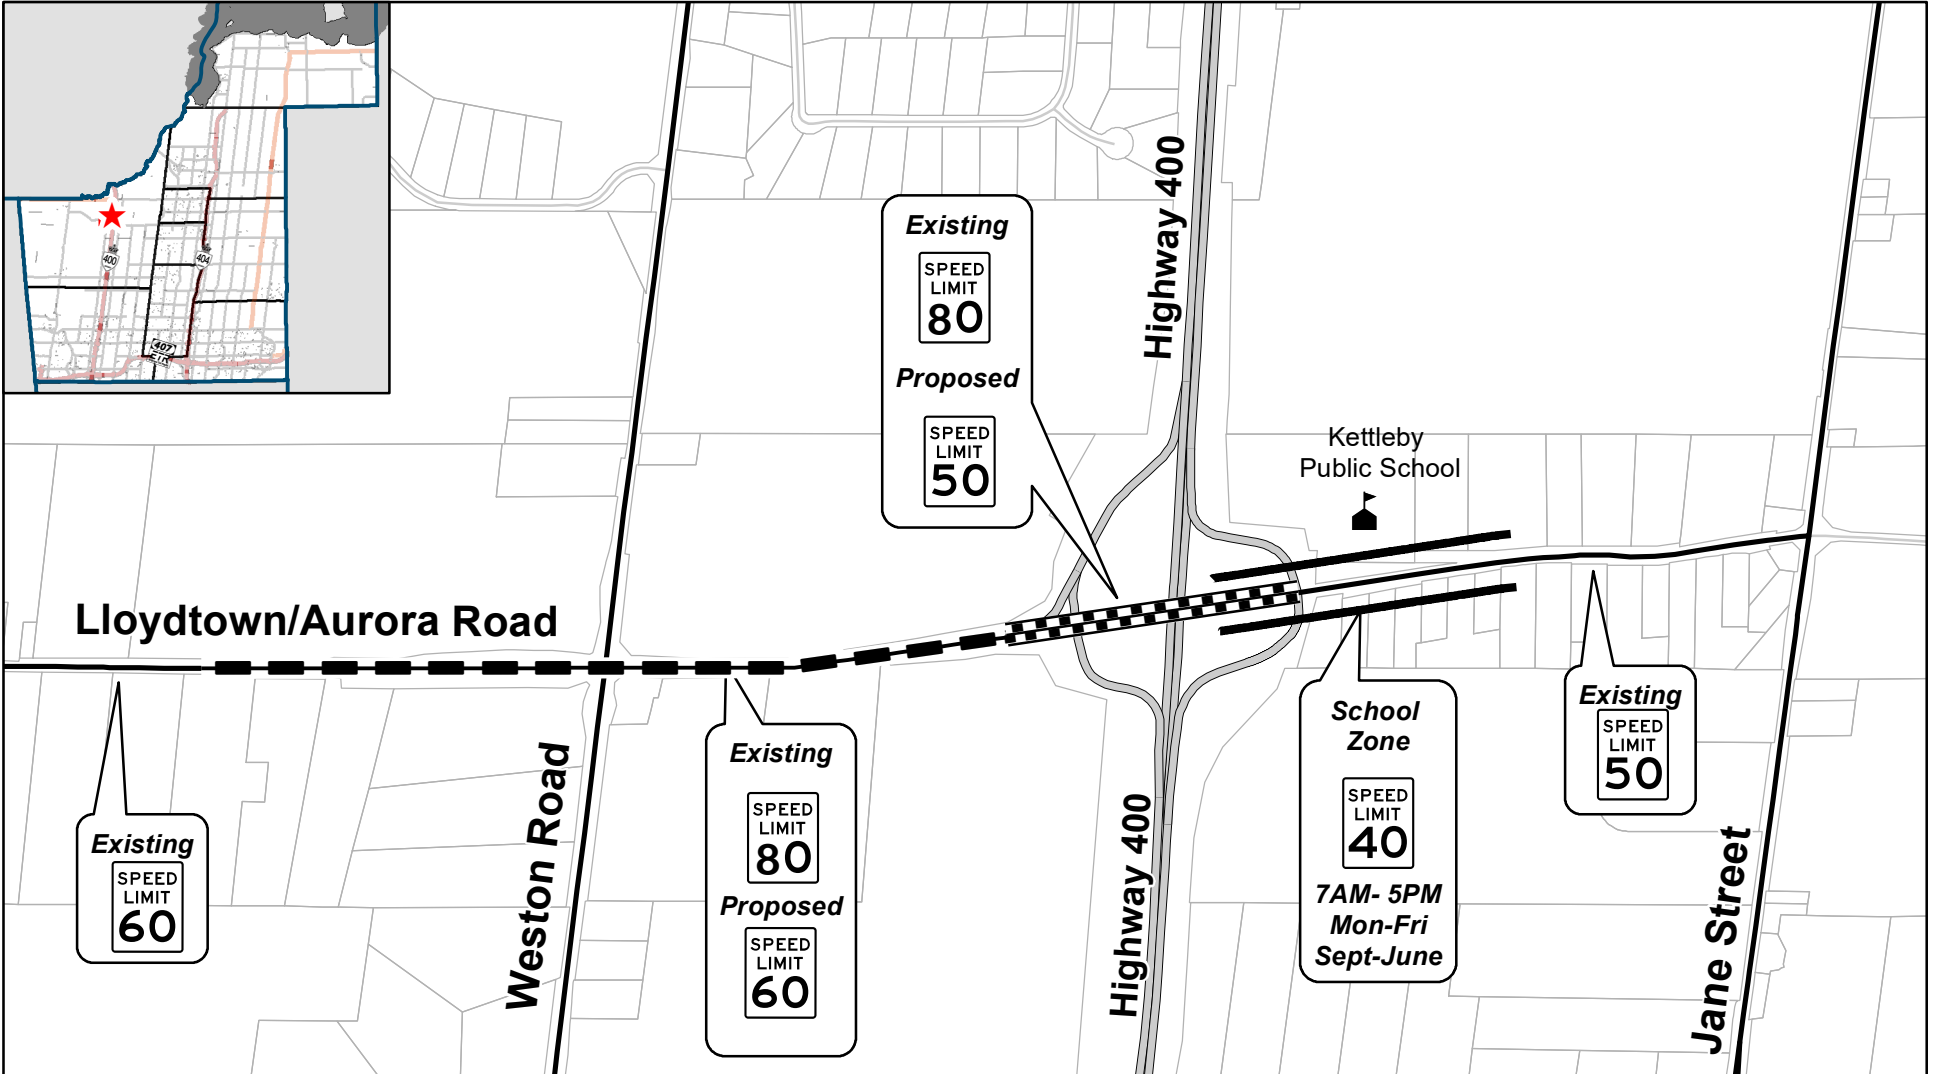 400
404
407
ETR
Highway 400
Existing
SPEED
LIMIT
80
Proposed
SPEED
LIMIT
50
Kettleby
Public School
Lloydtown/Aurora Road
Existing
SPEED
LIMIT
60
Weston Road
Existing
SPEED
LIMIT
80
Proposed
SPEED
LIMIT
60
Highway 400
School
Zone
SPEED
LIMIT
40
7AM- 5PM
Mon-Fri
Sept-June
Existing
SPEED
LIMIT
50
Jane Street